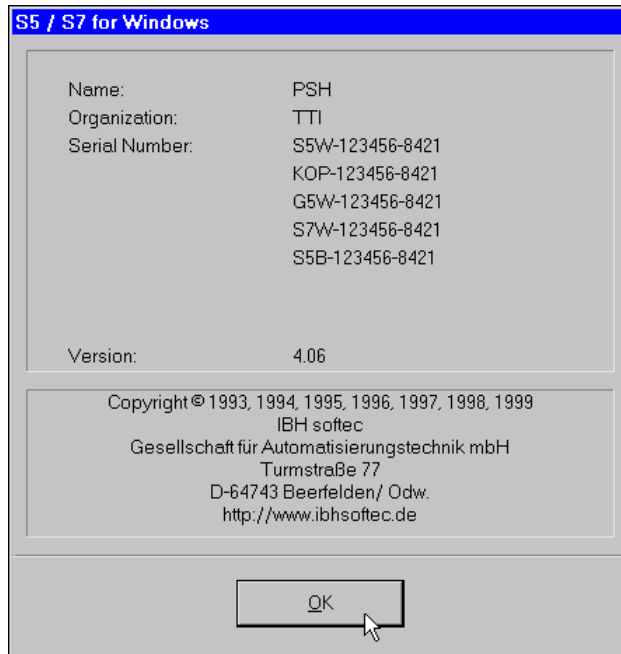 S5 / S7 for Windows
Name: PSH
Organization: TTI
Serial Number: S5W-123456-8421
KOP-123456-8421
G5W-123456-8421
S7W-123456-8421
S5B-123456-8421
Version: 4.06
Copyright © 1993, 1994, 1995, 1996, 1997, 1998, 1999
IBH softec
Gesellschaft für Automatisierungstechnik mbH
Turmstraße 77
D-64743 Beerfelden/ Odw.
http://www.ibhsoftec.de
OK